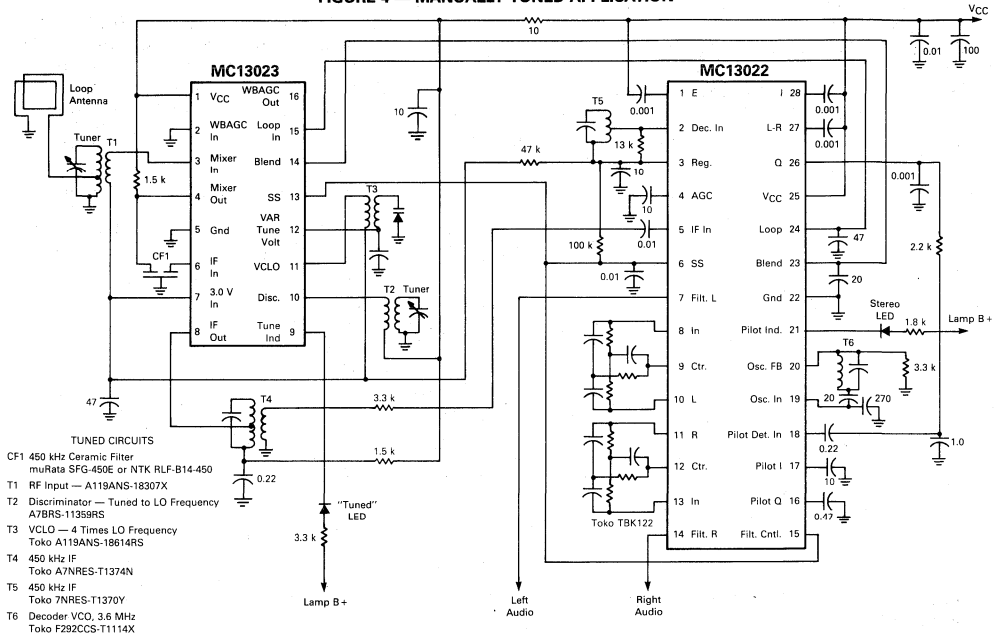 FIGURE 4 — MANUALLY TUNED APPLICATION
VCC
10
0.01
100
MC13023
MC13022
Loop
Antenna
Tuner
T1
1.5 k
CF1
47
1 VCC
2 WBAGC In
3 Mixer In
4 Mixer Out
5 Gnd
6 IF In
7 3.0 V In
8 IF Out
WBAGC Out 16
Loop In 15
Blend 14
SS 13
VAR Tune Volt 12
VCLO 11
Disc. 10
Tune Ind 9
10
T3
T2 Tuner
T4
0.22
3.3 k
1.5 k
"Tuned"
LED
3.3 k
Lamp B+
47 k
T5
13 k
0.001
10
10
0.01
100 k
0.01
1 E
2 Dec. In
3 Reg.
4 AGC
5 IF In
6 SS
7 Filt. L
8 In
9 Ctr.
10 L
11 R
12 Ctr.
13 In
14 Filt. R
I 28
L-R 27
Q 26
VCC 25
Loop 24
Blend 23
Gnd 22
Pilot Ind. 21
Osc. FB 20
Osc. In 19
Pilot Det. In 18
Pilot I 17
Pilot Q 16
Filt. Cntl. 15
0.001
0.001
0.001
47
2.2 k
20
Stereo
LED
1.8 k
Lamp B+
T6
3.3 k
20
270
0.22
1.0
10
0.47
Toko TBK122
Left
Audio
Right
Audio
TUNED CIRCUITS
CF1 450 kHz Ceramic Filter
muRata SFG-450E or NTK RLF-B14-450
T1 RF Input — A119ANS-18307X
T2 Discriminator — Tuned to LO Frequency
A7BRS-11359RS
T3 VCLO — 4 Times LO Frequency
Toko A119ANS-18614RS
T4 450 kHz IF
Toko A7NRES-T1374N
T5 450 kHz IF
Toko 7NRES-T1370Y
T6 Decoder VCO, 3.6 MHz
Toko F292CCS-T1114X